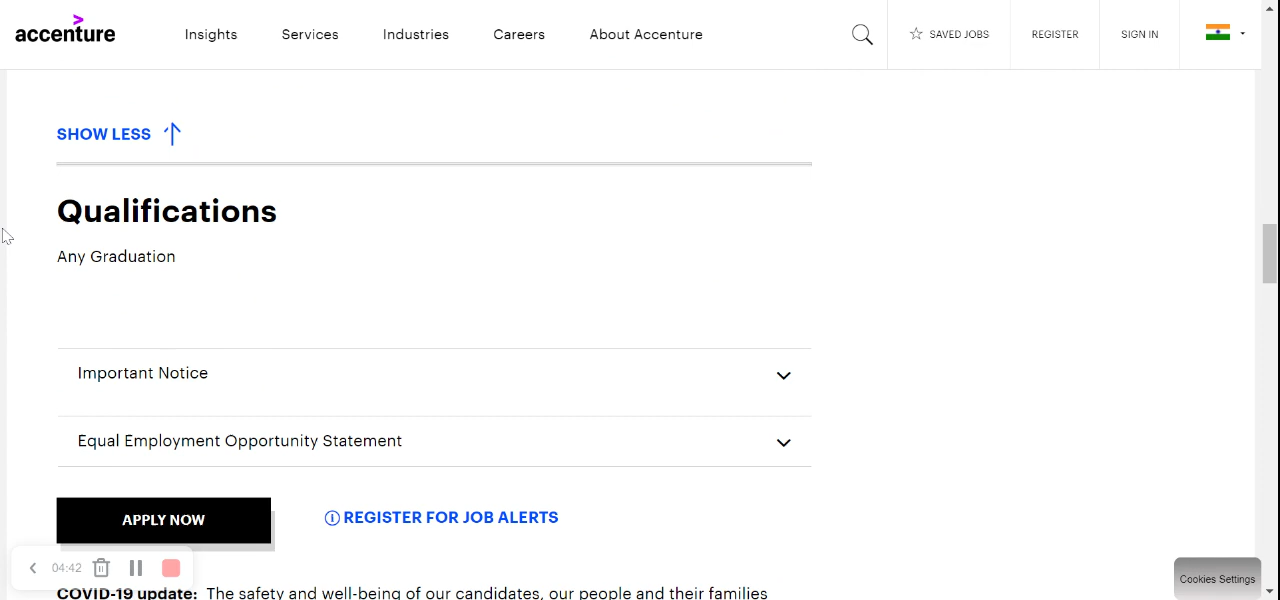 accenture Insights Services Industries Careers About Accenture SAVED JOBS REGISTER SIGN IN
SHOW LESS
Qualifications
Any Graduation
Important Notice
Equal Employment Opportunity Statement
APPLY NOW REGISTER FOR JOB ALERTS
04:42
Cookies Settings
COVID-19 update: The safety and well-being of our candidates, our people and their families